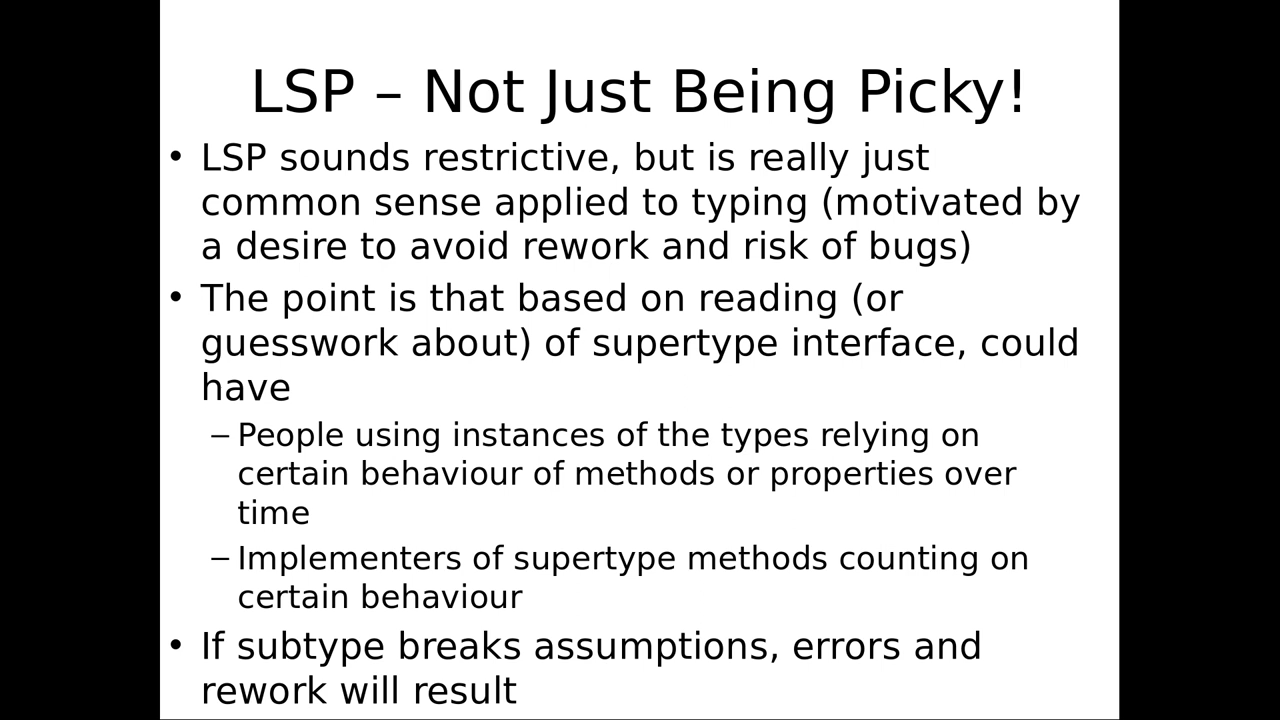 LSP – Not Just Being Picky!
• LSP sounds restrictive, but is really just
common sense applied to typing (motivated by
a desire to avoid rework and risk of bugs)
• The point is that based on reading (or
guesswork about) of supertype interface, could
have
– People using instances of the types relying on
certain behaviour of methods or properties over
time
– Implementers of supertype methods counting on
certain behaviour
• If subtype breaks assumptions, errors and
rework will result